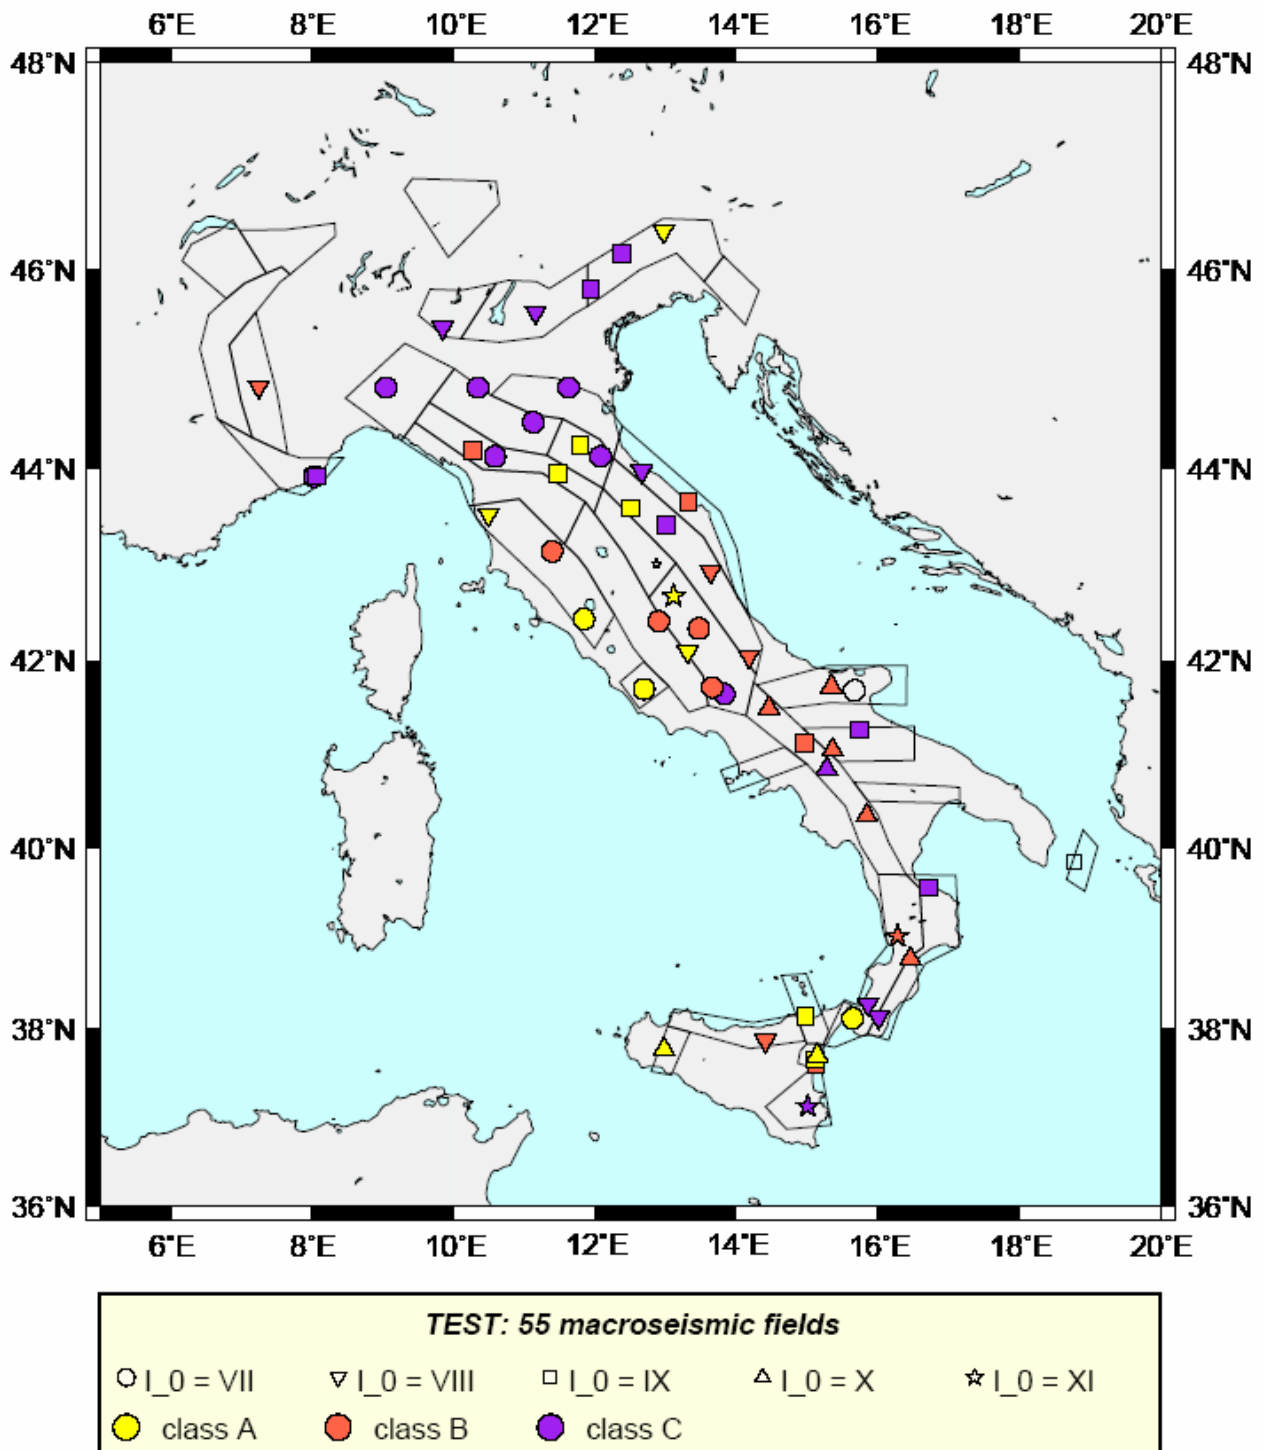 6°E 8°E 10°E 12°E 14°E 16°E 18°E 20°E
48°N 48°N
46°N 46°N
44°N 44°N
42°N 42°N
40°N 40°N
38°N 38°N
36°N 36°N
6°E 8°E 10°E 12°E 14°E 16°E 18°E 20°E
TEST: 55 macroseismic fields
I_0 = VII I_0 = VIII I_0 = IX I_0 = X I_0 = XI
class A class B class C